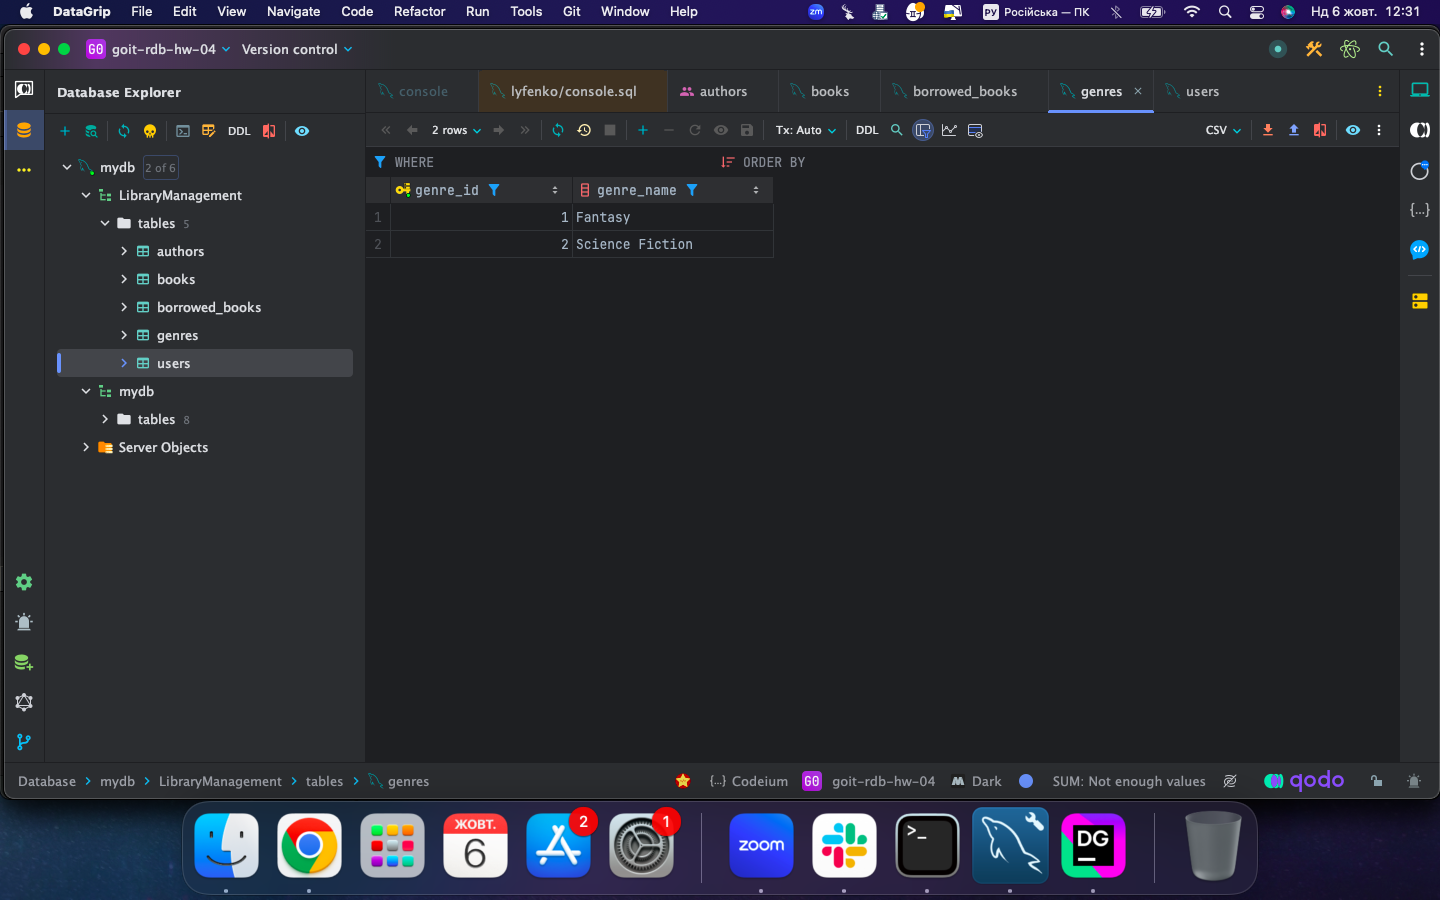 DataGrip File Edit View Navigate Code Refactor Run Tools Git Window Help zm РУ Російська — ПК Нд 6 жовт. 12:31
G0 goit-rdb-hw-04 Version control
Database Explorer
console lyfenko/console.sql authors books borrowed_books genres users
DDL
2 rows Tx: Auto DDL CSV
WHERE ORDER BY
genre_id genre_name
1 1 Fantasy
2 2 Science Fiction
mydb 2 of 6
LibraryManagement
tables 5
authors
books
borrowed_books
genres
users
mydb
tables 8
Server Objects
Database mydb LibraryManagement tables genres {...} Codeium G0 goit-rdb-hw-04 Dark SUM: Not enough values qodo
ЖОВТ.
6
2
1
zoom
>_
DG